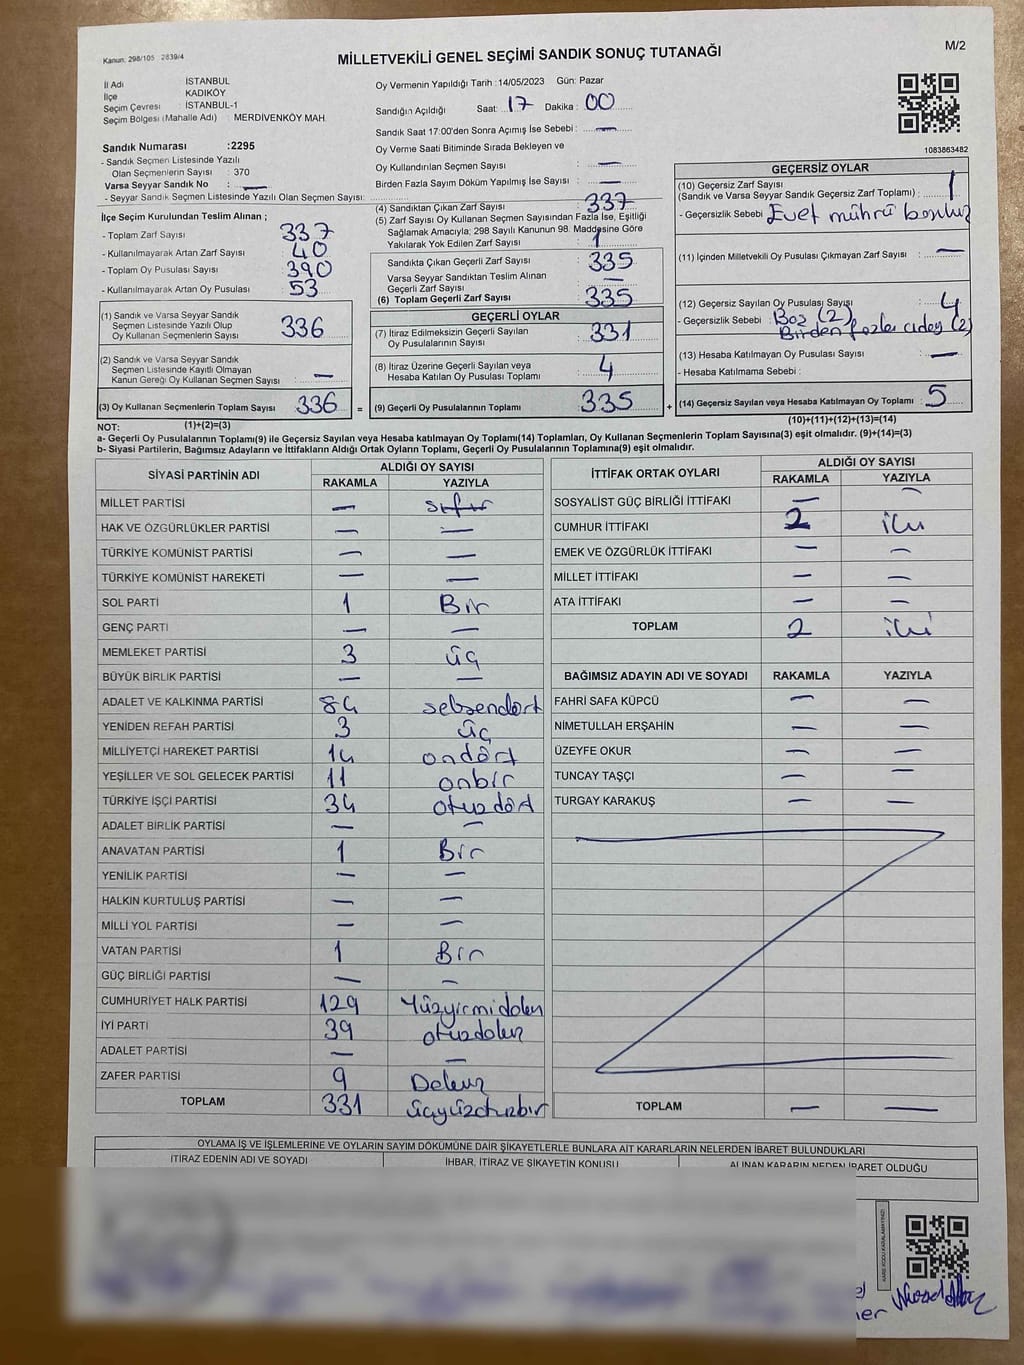 Kanun: 298/105 2839/4
MİLLETVEKİLİ GENEL SEÇİMİ SANDIK SONUÇ TUTANAĞI
M/2
İl Adı : İSTANBUL
İlçe : KADIKÖY
Seçim Çevresi : İSTANBUL-1
Seçim Bölgesi (Mahalle Adı) : MERDİVENKÖY MAH.
Sandık Numarası :2295
- Sandık Seçmen Listesinde Yazılı
Olan Seçmenlerin Sayısı : 370
Varsa Seyyar Sandık No : —
- Seyyar Sandık Seçmen Listesinde Yazılı Olan Seçmen Sayısı:
İlçe Seçim Kurulundan Teslim Alınan ;
- Toplam Zarf Sayısı 337
- Kullanılmayarak Artan Zarf Sayısı 40
- Toplam Oy Pusulası Sayısı 390
- Kullanılmayarak Artan Oy Pusulası 53
(1) Sandık ve Varsa Seyyar Sandık
Seçmen Listesinde Yazılı Olup
Oy Kullanan Seçmenlerin Sayısı 336
(2) Sandık ve Varsa Seyyar Sandık
Seçmen Listesinde Kayıtlı Olmayan
Kanun Gereği Oy Kullanan Seçmen Sayısı : —
(3) Oy Kullanan Seçmenlerin Toplam Sayısı 336 =
Oy Vermenin Yapıldığı Tarih :14/05/2023 Gün: Pazar
Sandığın Açıldığı Saat: 17 Dakika : 00
Sandık Saat 17:00'den Sonra Açımış İse Sebebi : —
Oy Verme Saati Bitiminde Sırada Bekleyen ve
Oy Kullandırılan Seçmen Sayısı : —
Birden Fazla Sayım Döküm Yapılmış İse Sayısı : —
(4) Sandıktan Çıkan Zarf Sayısı : 337
(5) Zarf Sayısı Oy Kullanan Seçmen Sayısından Fazla İse, Eşitliği
Sağlamak Amacıyla; 298 Sayılı Kanunun 98. Maddesine Göre
Yakılarak Yok Edilen Zarf Sayısı : 1
Sandıkta Çıkan Geçerli Zarf Sayısı : 335
Varsa Seyyar Sandıktan Teslim Alınan
Geçerli Zarf Sayısı : —
(6) Toplam Geçerli Zarf Sayısı : 335
GEÇERLİ OYLAR
(7) İtiraz Edilmeksizin Geçerli Sayılan
Oy Pusulalarının Sayısı : 331
(8) İtiraz Üzerine Geçerli Sayılan veya
Hesaba Katılan Oy Pusulası Toplamı : 4
(9) Geçerli Oy Pusulalarının Toplamı : 335 +
1083863482
GEÇERSİZ OYLAR
(10) Geçersiz Zarf Sayısı
(Sandık ve Varsa Seyyar Sandık Geçersiz Zarf Toplamı) : 1
- Geçersizlik Sebebi : Evet mührü
(11) İçinden Milletvekili Oy Pusulası Çıkmayan Zarf Sayısı : —
(12) Geçersiz Sayılan Oy Pusulası Sayısı : 4
- Geçersizlik Sebebi : Boş (2)
Birden fazla aday (2)
(13) Hesaba Katılmayan Oy Pusulası Sayısı : —
- Hesaba Katılmama Sebebi :
(14) Geçersiz Sayılan veya Hesaba Katılmayan Oy Toplamı : 5
NOT: (1)+(2)=(3) (10)+(11)+(12)+(13)=(14)
a- Geçerli Oy Pusulalarının Toplamı(9) ile Geçersiz Sayılan veya Hesaba katılmayan Oy Toplamı(14) Toplamları, Oy Kullanan Seçmenlerin Toplam Sayısına(3) eşit olmalıdır. (9)+(14)=(3)
b- Siyasi Partilerin, Bağımsız Adayların ve İttifakların Aldığı Ortak Oyların Toplamı, Geçerli Oy Pusulalarının Toplamına(9) eşit olmalıdır.
SİYASİ PARTİNİN ADI ALDIĞI OY SAYISI
RAKAMLA YAZIYLA
MİLLET PARTİSİ — sıfır
HAK VE ÖZGÜRLÜKLER PARTİSİ — —
TÜRKİYE KOMÜNİST PARTİSİ — —
TÜRKİYE KOMÜNİST HAREKETİ — —
SOL PARTİ 1 Bir
GENÇ PARTİ — —
MEMLEKET PARTİSİ 3 üç
BÜYÜK BİRLİK PARTİSİ — —
ADALET VE KALKINMA PARTİSİ 84 seksendört
YENİDEN REFAH PARTİSİ 3 üç
MİLLİYETÇİ HAREKET PARTİSİ 14 ondört
YEŞİLLER VE SOL GELECEK PARTİSİ 11 onbir
TÜRKİYE İŞÇİ PARTİSİ 34 otuzdört
ADALET BİRLİK PARTİSİ — —
ANAVATAN PARTİSİ 1 Bir
YENİLİK PARTİSİ — —
HALKIN KURTULUŞ PARTİSİ — —
MİLLİ YOL PARTİSİ — —
VATAN PARTİSİ 1 Bir
GÜÇ BİRLİĞİ PARTİSİ — —
CUMHURİYET HALK PARTİSİ 129 Yüzyirmidokuz
İYİ PARTİ 39 otuzdokuz
ADALET PARTİSİ — —
ZAFER PARTİSİ 9 Dokuz
TOPLAM 331 üçyüzotuzbir
İTTİFAK ORTAK OYLARI ALDIĞI OY SAYISI
RAKAMLA YAZIYLA
SOSYALİST GÜÇ BİRLİĞİ İTTİFAKI — —
CUMHUR İTTİFAKI 2 iki
EMEK VE ÖZGÜRLÜK İTTİFAKI — —
MİLLET İTTİFAKI — —
ATA İTTİFAKI — —
TOPLAM 2 iki
BAĞIMSIZ ADAYIN ADI VE SOYADI RAKAMLA YAZIYLA
FAHRİ SAFA KÜPCÜ — —
NİMETULLAH ERŞAHİN — —
ÜZEYFE OKUR — —
TUNCAY TAŞÇI — —
TURGAY KARAKUŞ — —
TOPLAM — —
OYLAMA İŞ VE İŞLEMLERİNE VE OYLARIN SAYIM DÖKÜMÜNE DAİR ŞİKAYETLERLE BUNLARA AİT KARARLARIN NELERDEN İBARET BULUNDUKLARI
İTİRAZ EDENİN ADI VE SOYADI İHBAR, İTİRAZ VE ŞİKAYETİN KONUSU ALINAN KARARIN NEDEN İBARET OLDUĞU